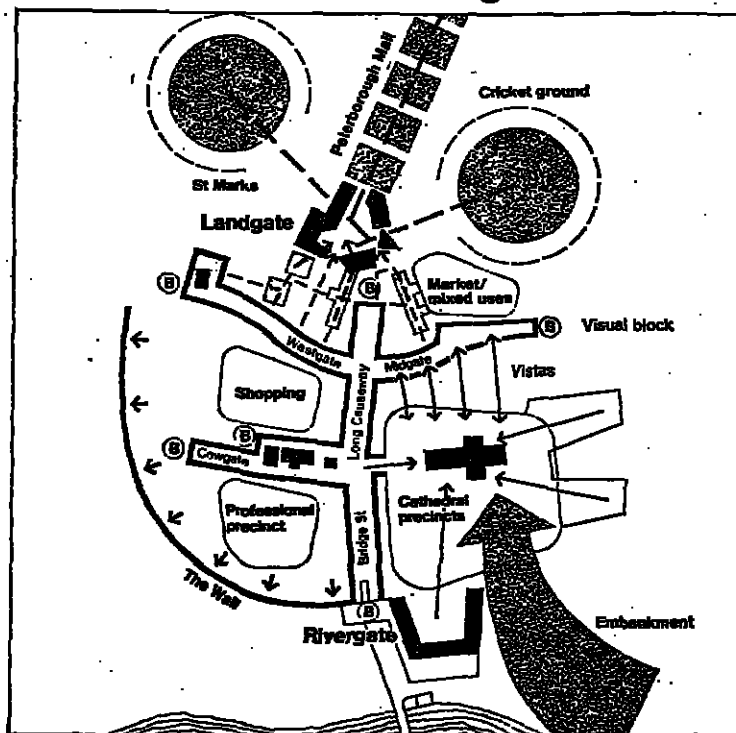 Peterborough Mall
Cricket ground
St Marks
Landgate
B
B
Market/
mixed uses
B
Visual block
Westgate
Midgate
Vistas
Shopping
Long Causeway
B
B
Cowgate
Cathedral
precincts
Professional
precinct
Bridge St
The Wall
B
Rivergate
Embankment